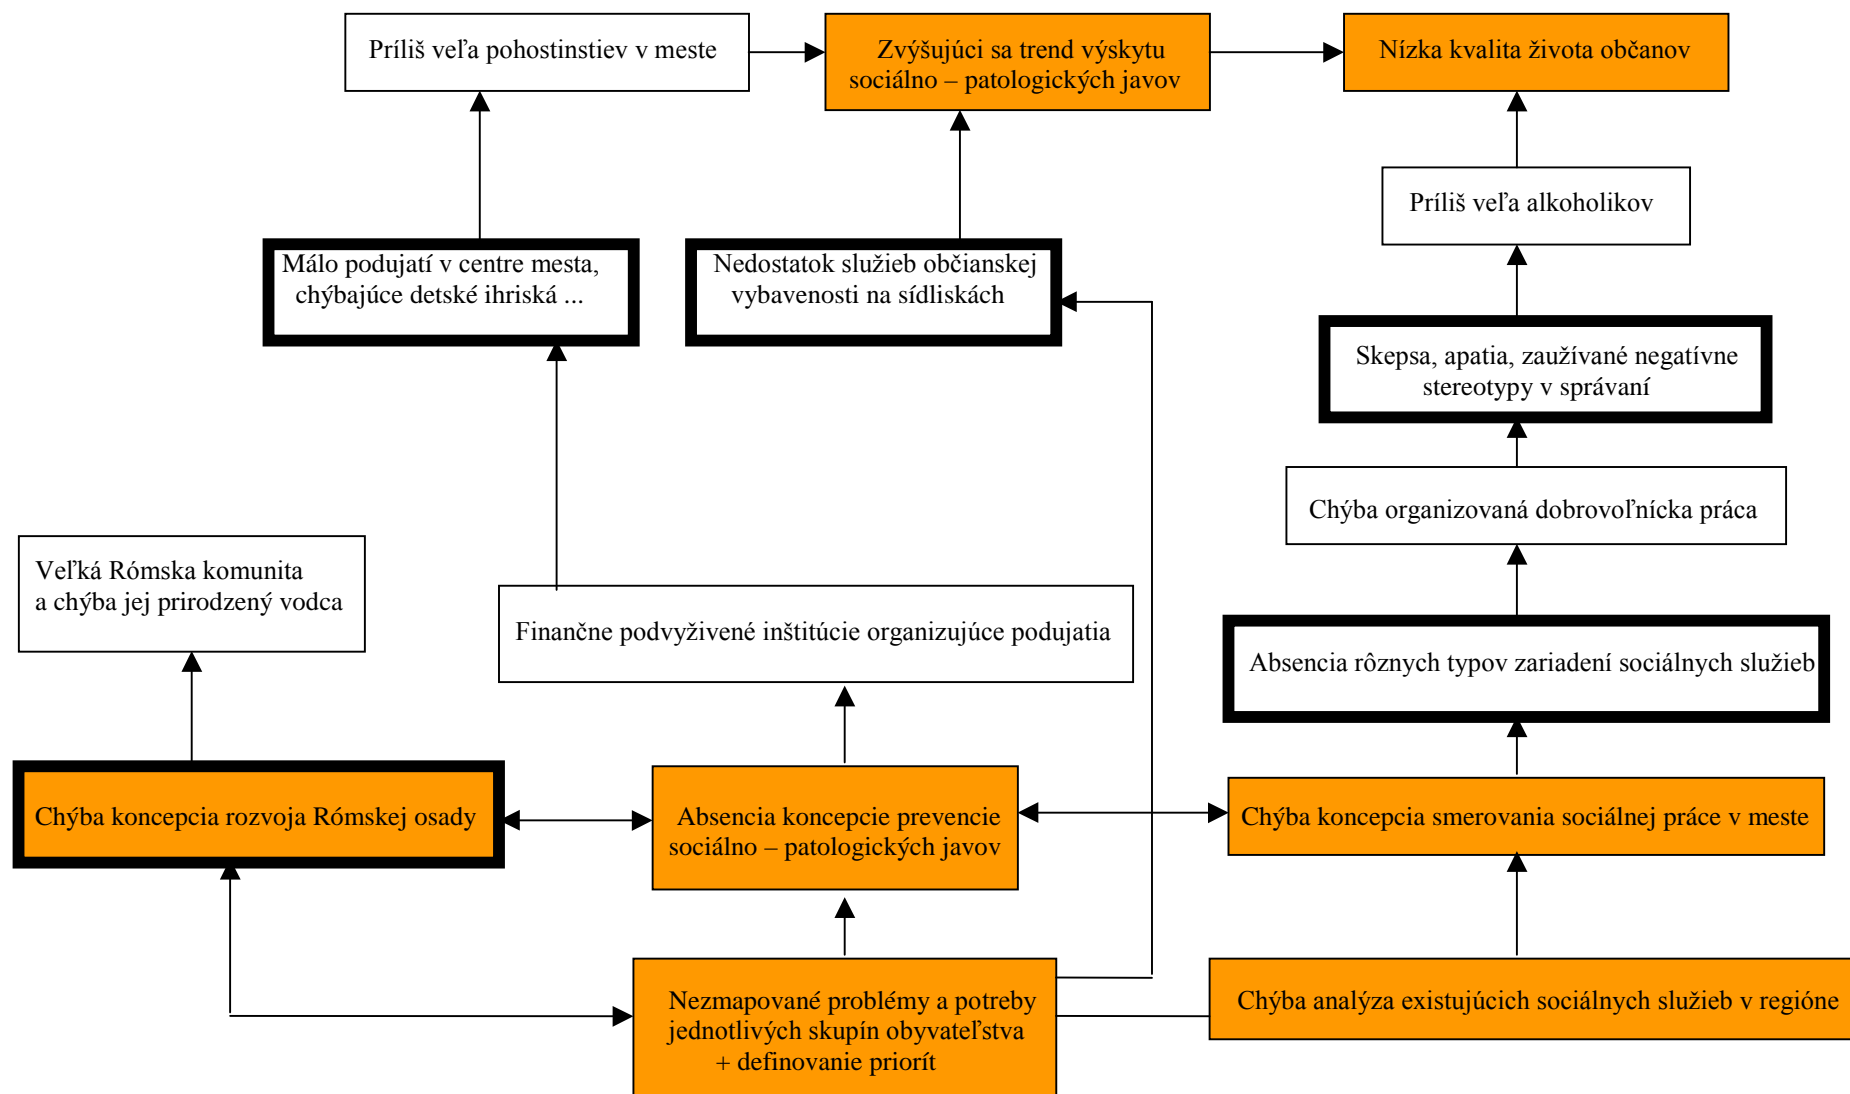 Príliš veľa pohostinstiev v meste
Zvýšujúci sa trend výskytu
sociálno – patologických javov
Nízka kvalita života občanov
Príliš veľa alkoholikov
Málo podujatí v centre mesta,
chýbajúce detské ihriská ...
Nedostatok služieb občianskej
vybavenosti na sídliskách
Skepsa, apatia, zaužívané negatívne
stereotypy v správaní
Chýba organizovaná dobrovoľnícka práca
Veľká Rómska komunita
a chýba jej prirodzený vodca
Finančne podvyživené inštitúcie organizujúce podujatia
Absencia rôznych typov zariadení sociálnych služieb
Chýba koncepcia rozvoja Rómskej osady
Absencia koncepcie prevencie
sociálno – patologických javov
Chýba koncepcia smerovania sociálnej práce v meste
Nezmapované problémy a potreby
jednotlivých skupín obyvateľstva
+ definovanie priorít
Chýba analýza existujúcich sociálnych služieb v regióne